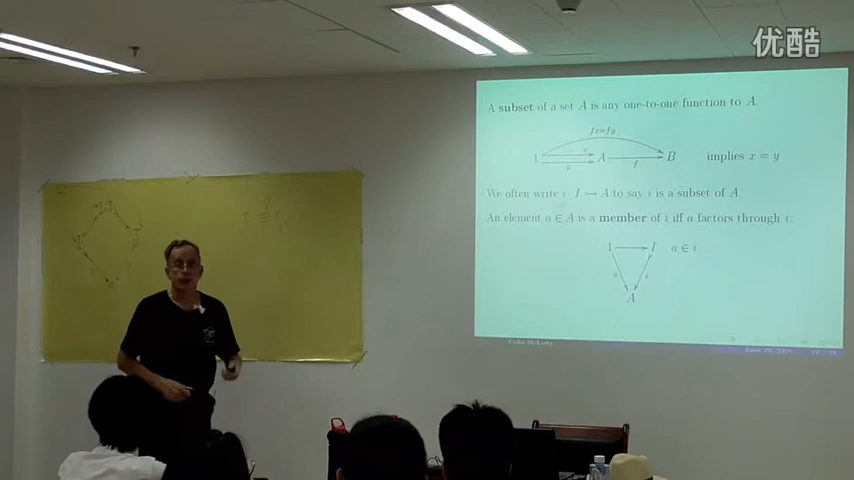 优酷
A subset of a set A is any one-to-one function to A.
fx=fy
1 x A B implies x = y
y f
We often write i: I ↣ A to say i is a subset of A.
An element a ∈ A is a member of i iff a factors through i:
1 I a ∈ i
a i
A
Colin McLarty